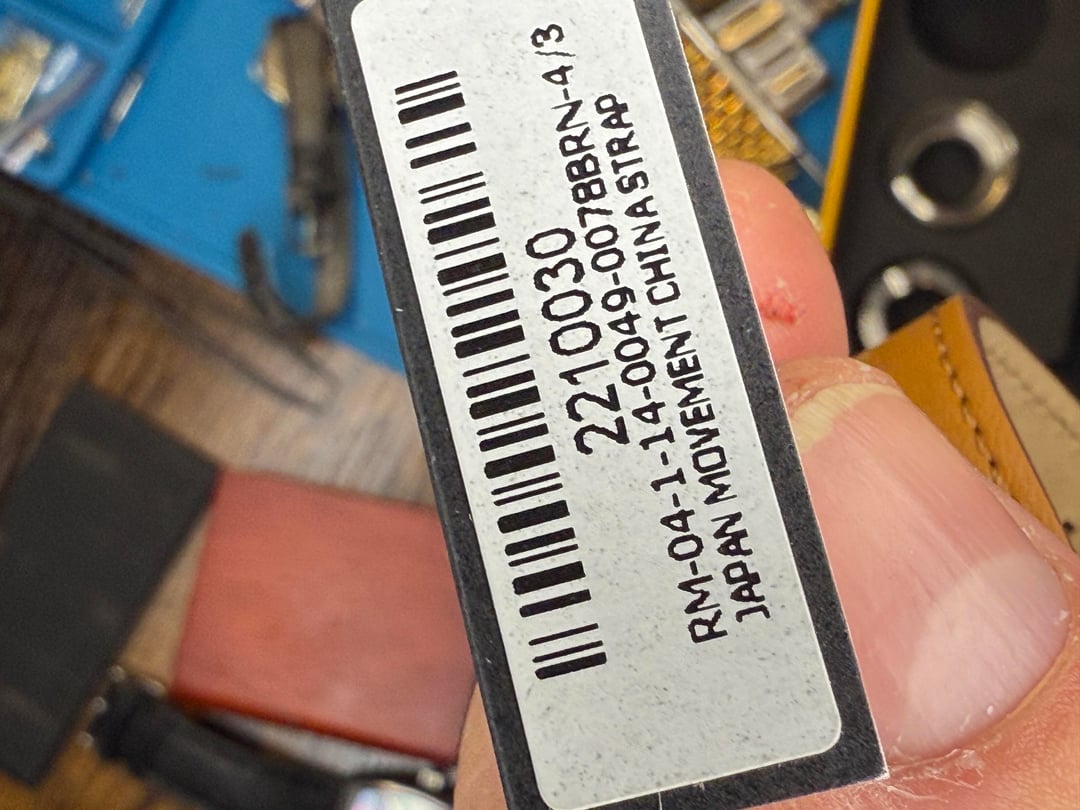 2210030
RM-04-1-14-0049-0078BRN-4/3
JAPAN MOVEMENT CHINA STRAP